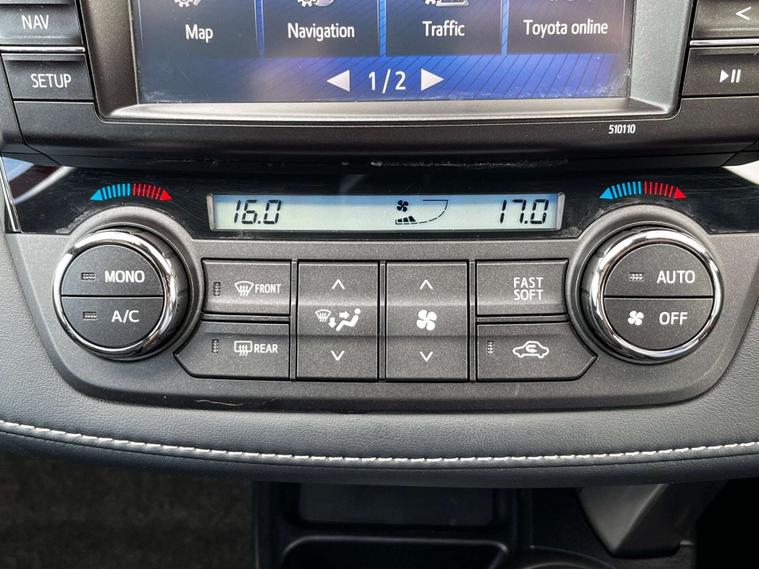 NAV
Map
Navigation
Traffic
Toyota online
SETUP
1/2
510110
16.0
17.0
MONO
A/C
FRONT
REAR
FAST
SOFT
AUTO
OFF